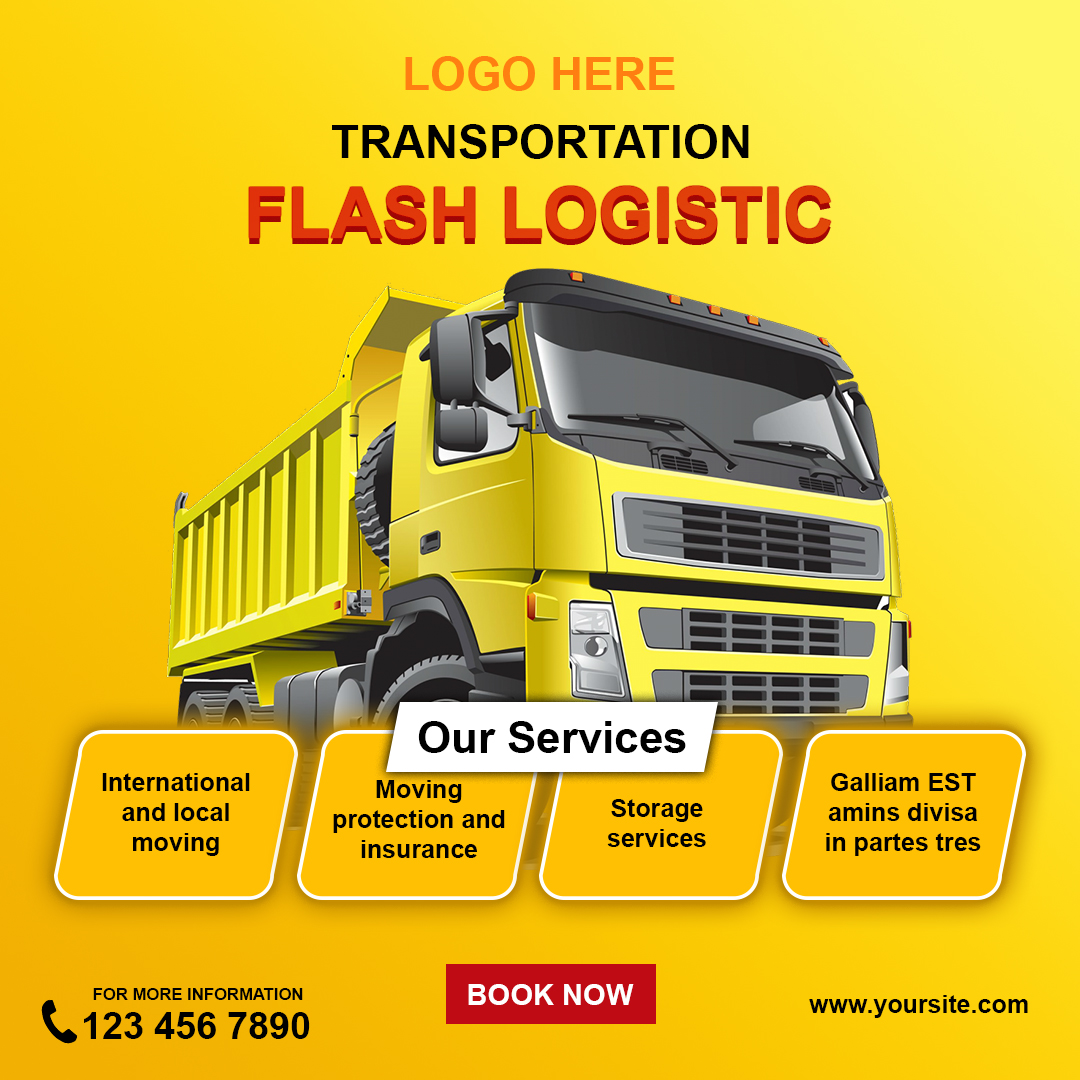 LOGO HERE
TRANSPORTATION
FLASH LOGISTIC
Our Services
International
and local
moving
Moving
protection and
insurance
Storage
services
Galliam EST
amins divisa
in partes tres
FOR MORE INFORMATION
123 456 7890
BOOK NOW
www.yoursite.com